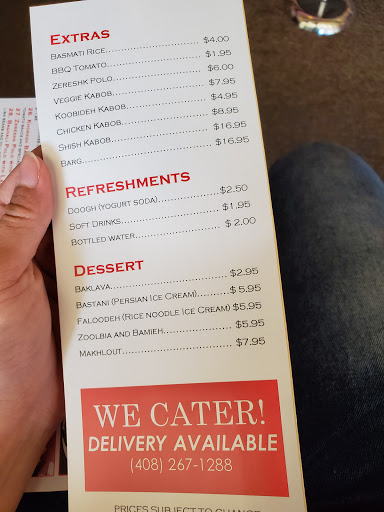 EXTRAS
BASMATI RICE $4.00
BBQ TOMATO $1.95
ZERESHK POLO $6.00
VEGGIE KABOB $7.95
KOOBIDEH KABOB $4.95
CHICKEN KABOB $8.95
SHISH KABOB $16.95
BARG $16.95
REFRESHMENTS
DOOGH (YOGURT SODA) $2.50
SOFT DRINKS $1.95
BOTTLED WATER $ 2.00
DESSERT
BAKLAVA $2.95
BASTANI (PERSIAN ICE CREAM) $ 5.95
FALOODEH (RICE NOODLE ICE CREAM) $5.95
ZOOLBIA AND BAMIEH $5.95
MAKHLOUT $7.95
WE CATER!
DELIVERY AVAILABLE
(408) 267-1288
PRICES SUBJECT TO CHANGE